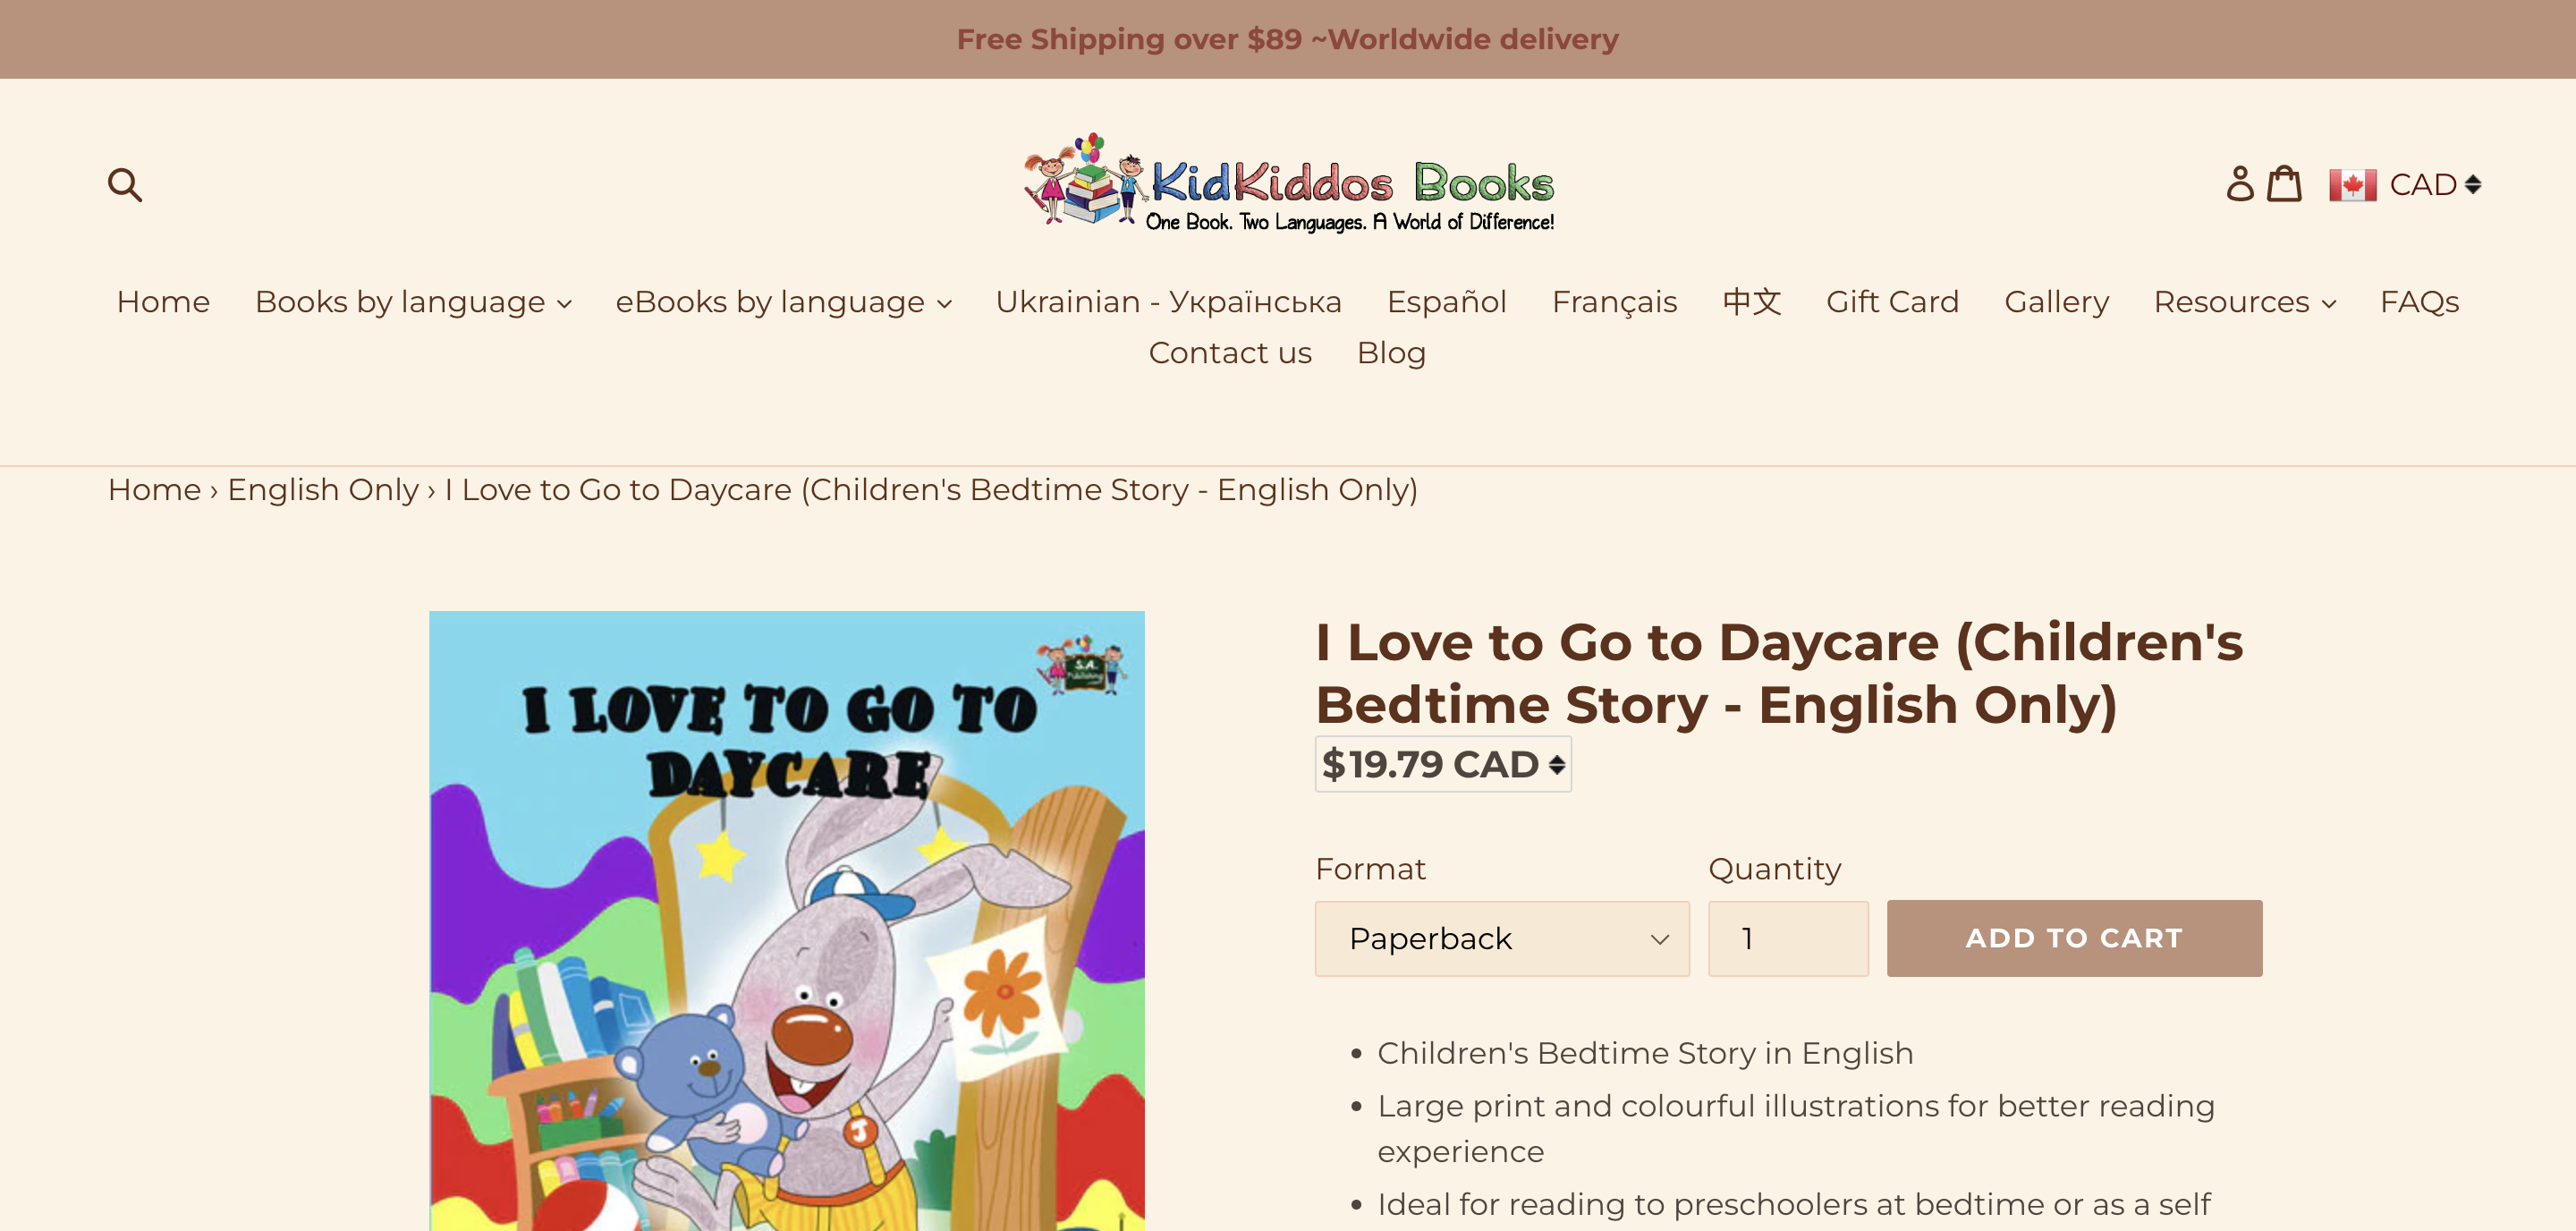 Free Shipping over $89 ~Worldwide delivery
KidKiddos Books
One Book. Two Languages. A World of Difference!
CAD
Home Books by language eBooks by language Ukrainian - Українська Español Français 中文 Gift Card Gallery Resources FAQs
Contact us Blog
Home › English Only › I Love to Go to Daycare (Children's Bedtime Story - English Only)
S.A.
Publishing
I LOVE TO GO TO
DAYCARE
J
I Love to Go to Daycare (Children's
Bedtime Story - English Only)
$19.79 CAD
Format Quantity
Paperback 1 ADD TO CART
• Children's Bedtime Story in English
• Large print and colourful illustrations for better reading
experience
• Ideal for reading to preschoolers at bedtime or as a self